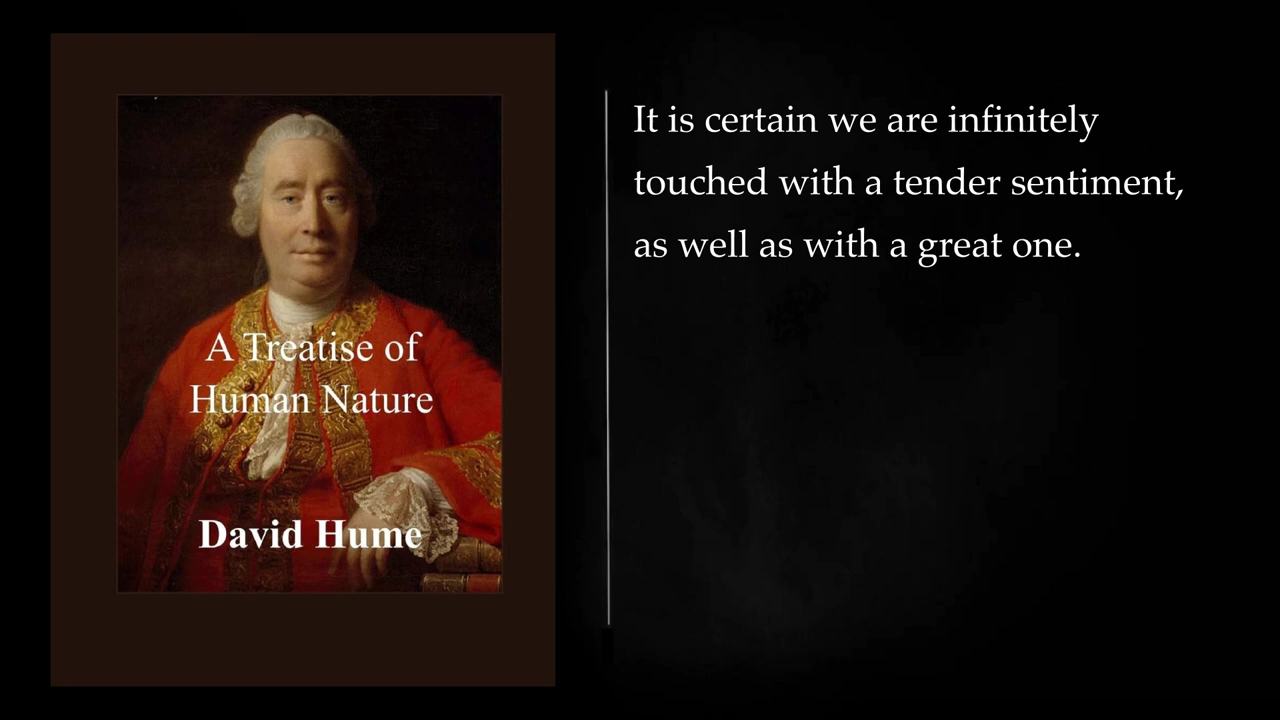 A Treatise of
Human Nature
David Hume
It is certain we are infinitely
touched with a tender sentiment,
as well as with a great one.